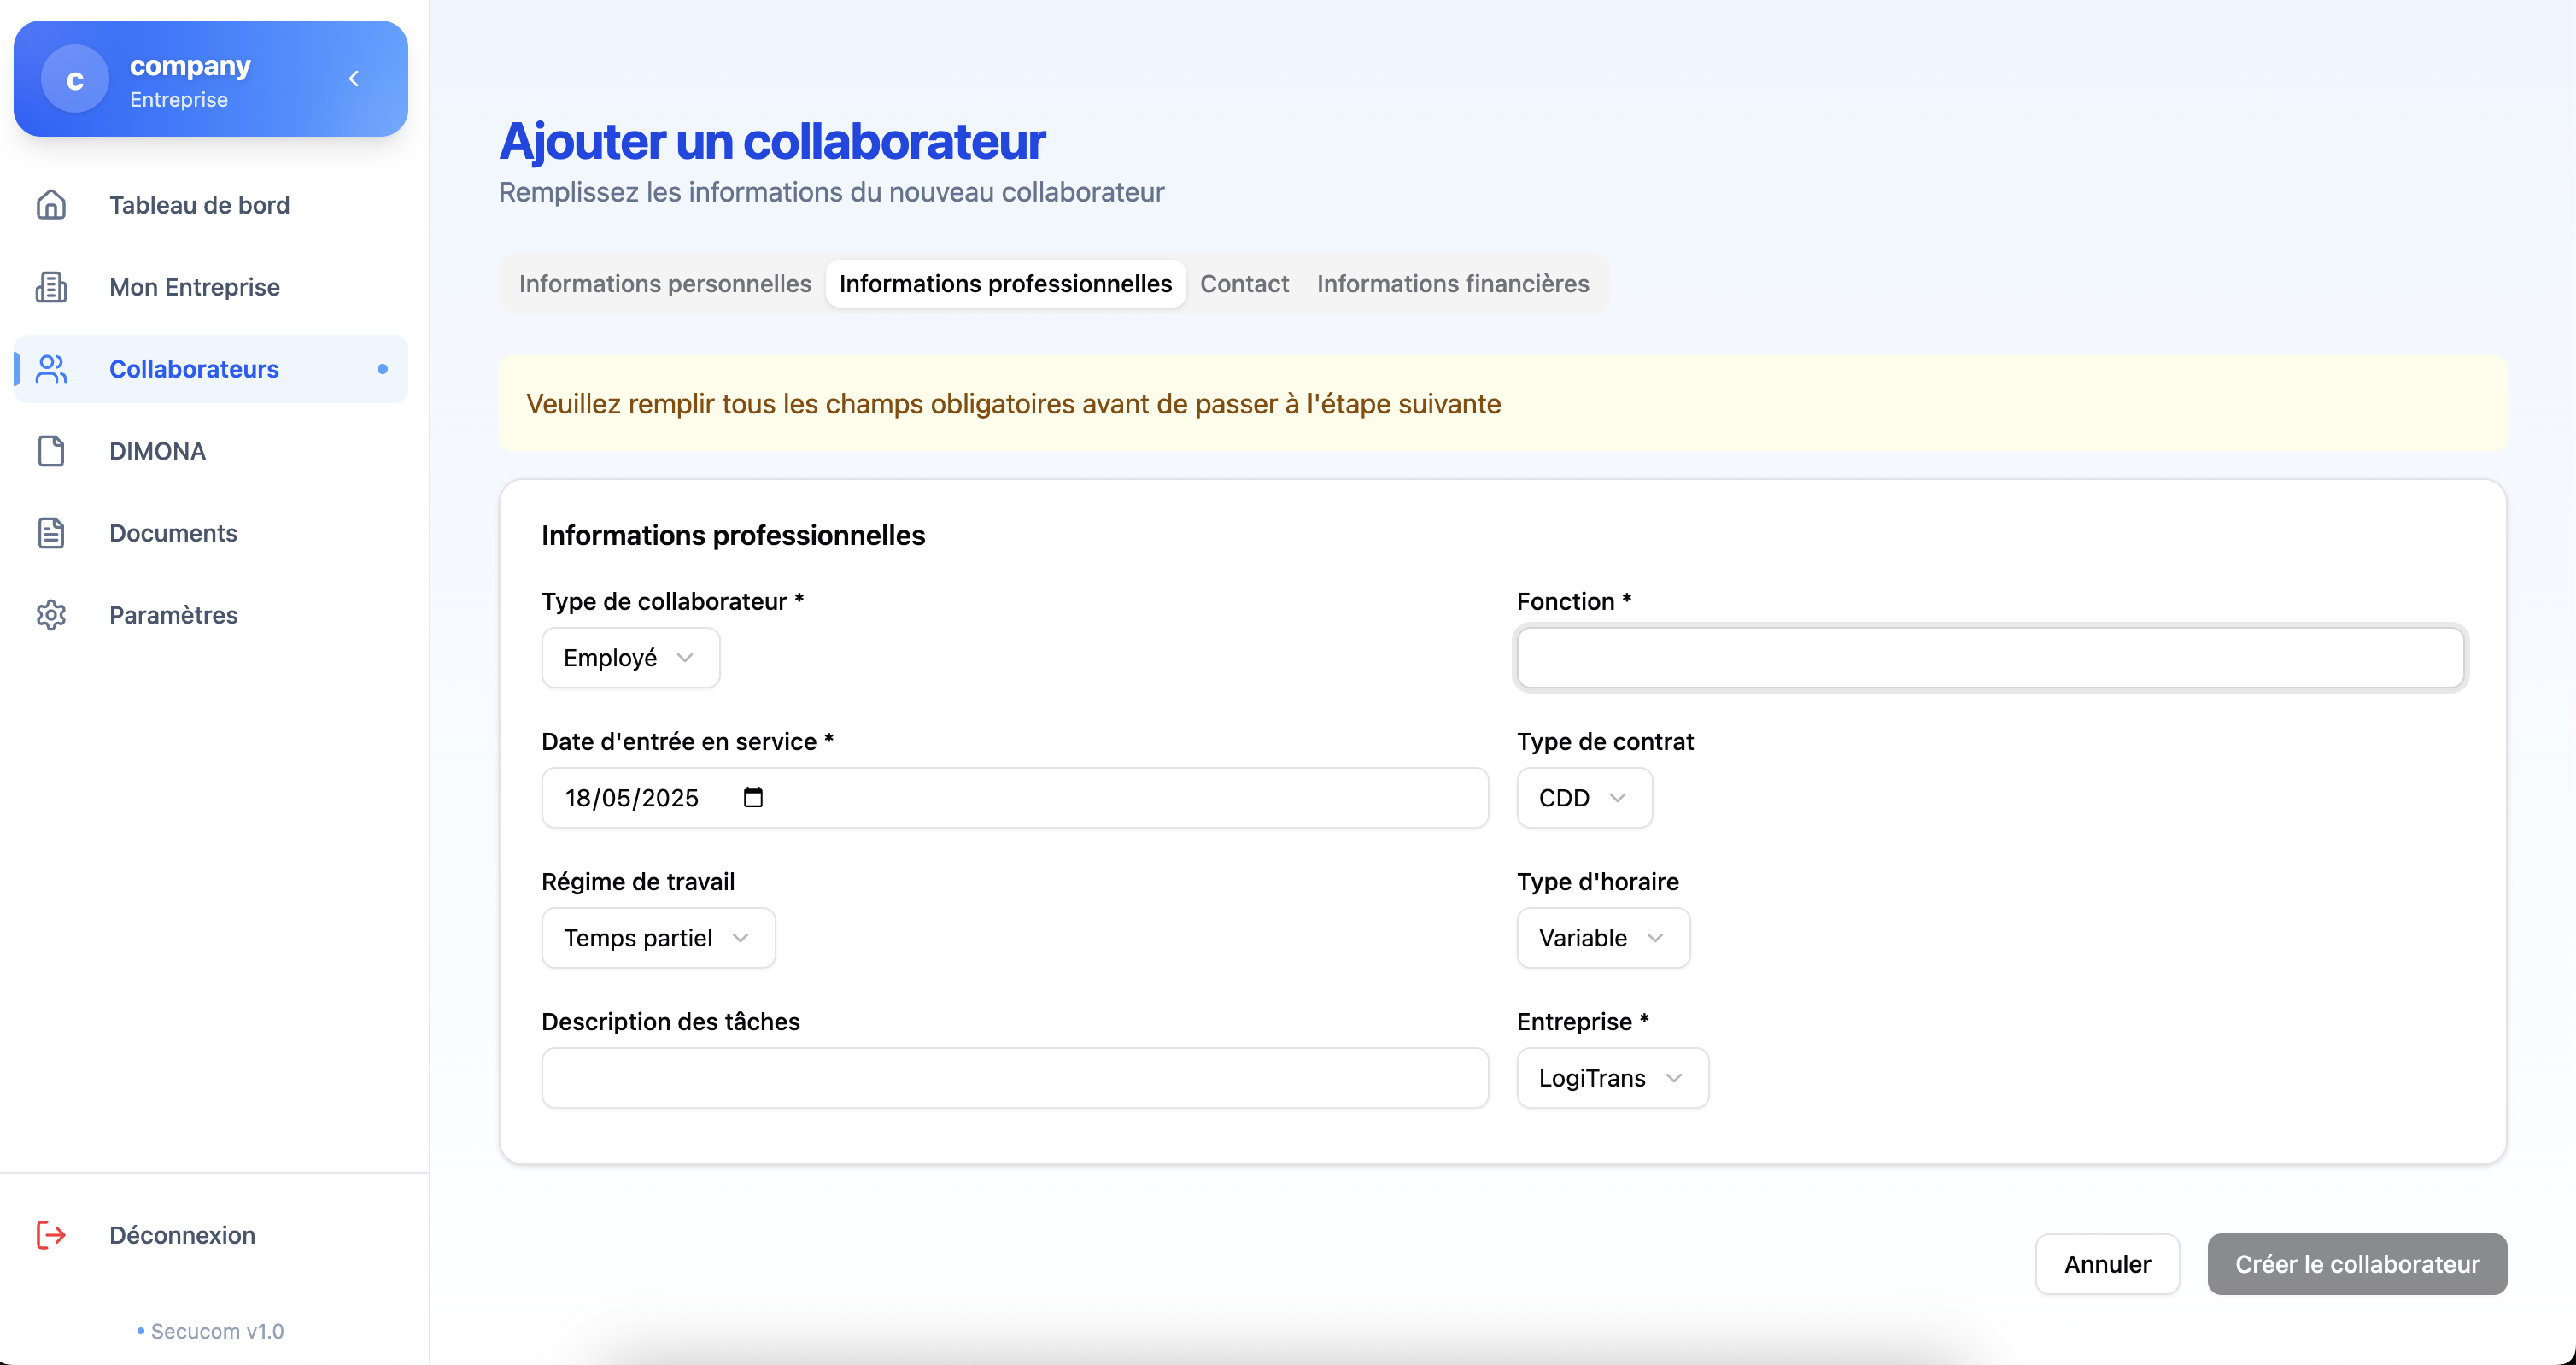 c
company
Entreprise
Tableau de bord
Mon Entreprise
Collaborateurs
DIMONA
Documents
Paramètres
Déconnexion
Secucom v1.0
Ajouter un collaborateur
Remplissez les informations du nouveau collaborateur
Informations personnelles Informations professionnelles Contact Informations financières
Veuillez remplir tous les champs obligatoires avant de passer à l'étape suivante
Informations professionnelles
Type de collaborateur *
Employé
Fonction *
Date d'entrée en service *
18/05/2025
Type de contrat
CDD
Régime de travail
Temps partiel
Type d'horaire
Variable
Description des tâches
Entreprise *
LogiTrans
Annuler
Créer le collaborateur